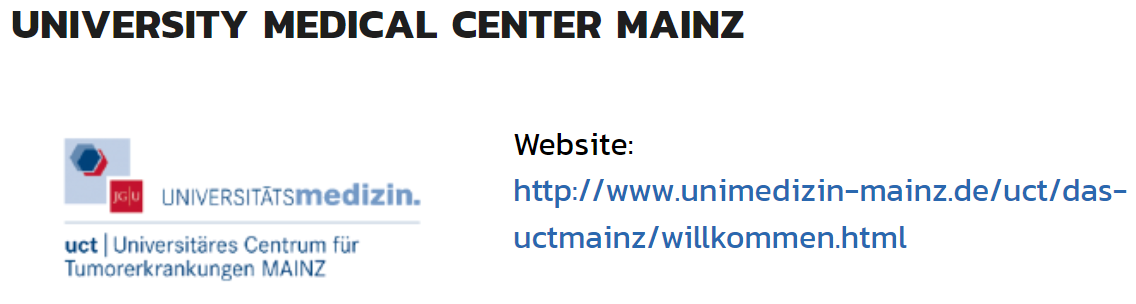 UNIVERSITY MEDICAL CENTER MAINZ
JG|U
UNIVERSITÄTSmedizin.
uct | Universitäres Centrum für
Tumorerkrankungen MAINZ
Website:
http://www.unimedizin-mainz.de/uct/das-
uctmainz/willkommen.html